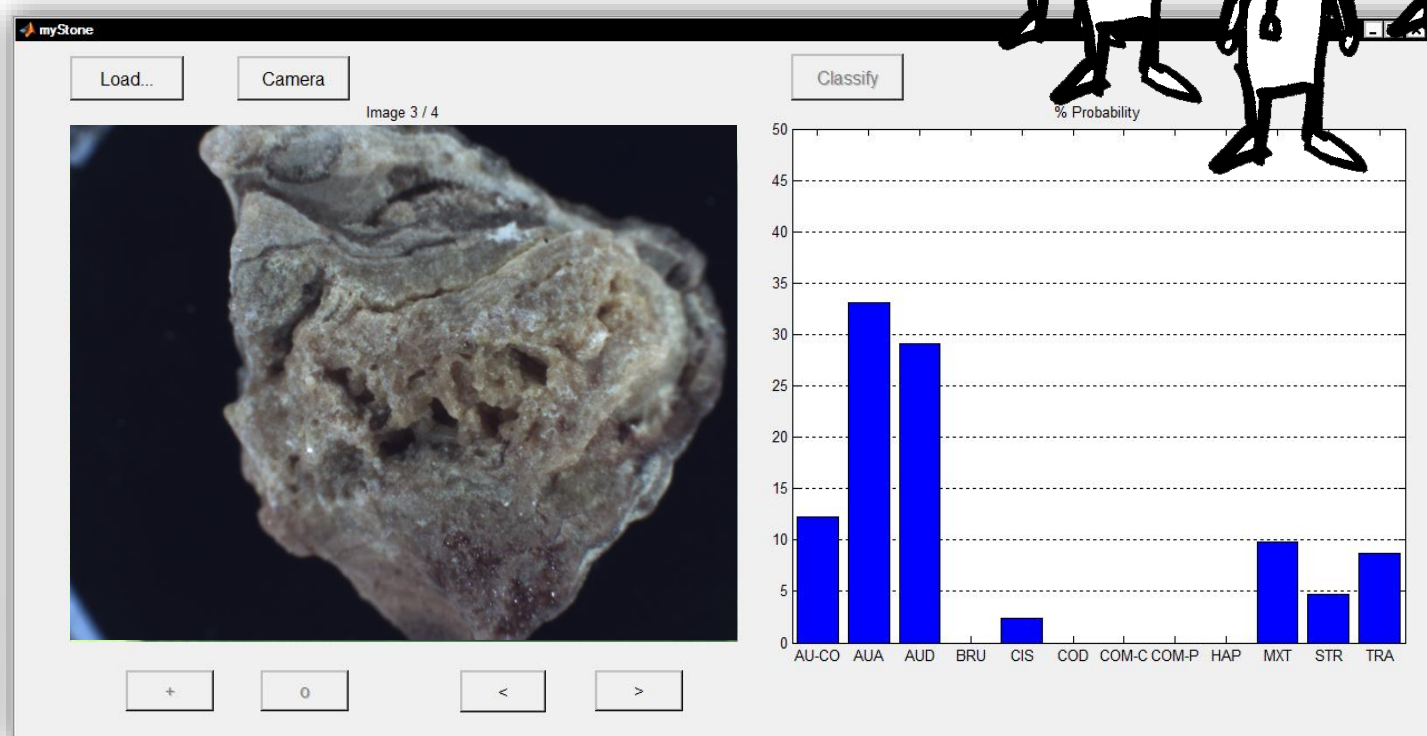 myStone
Load...
Camera
Classify
Image 3 / 4
% Probability
50
45
40
35
30
25
20
15
10
5
0
AU-CO AUA AUD BRU CIS COD COM-C COM-P HAP MXT STR TRA
+ o < >